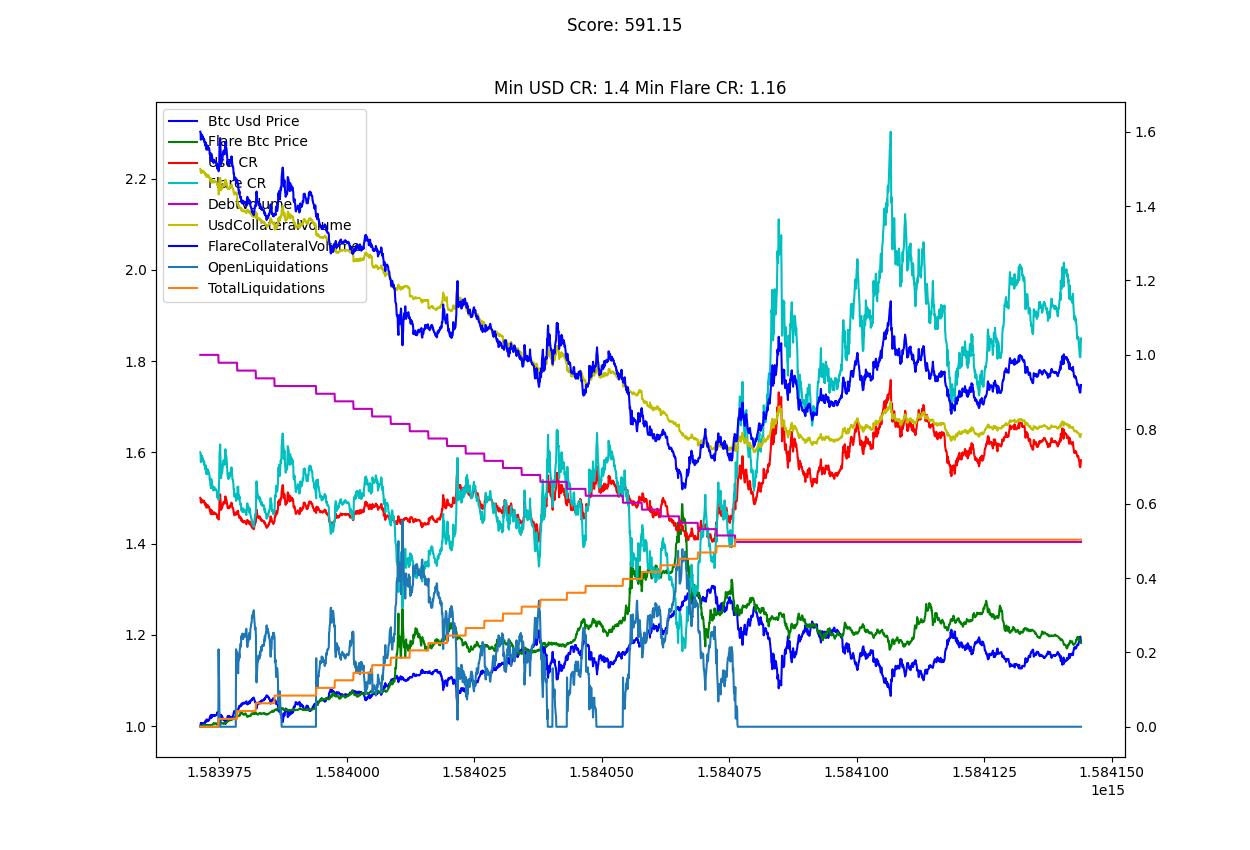 Score: 591.15
Min USD CR: 1.4 Min Flare CR: 1.16
Btc Usd Price
Flare Btc Price
Usd CR
Flare CR
DebtVolume
UsdCollateralVolume
FlareCollateralVolume
OpenLiquidations
TotalLiquidations
2.2
2.0
1.8
1.6
1.4
1.2
1.0
1.6
1.4
1.2
1.0
0.8
0.6
0.4
0.2
0.0
1.583975
1.584000
1.584025
1.584050
1.584075
1.584100
1.584125
1.584150
1e15